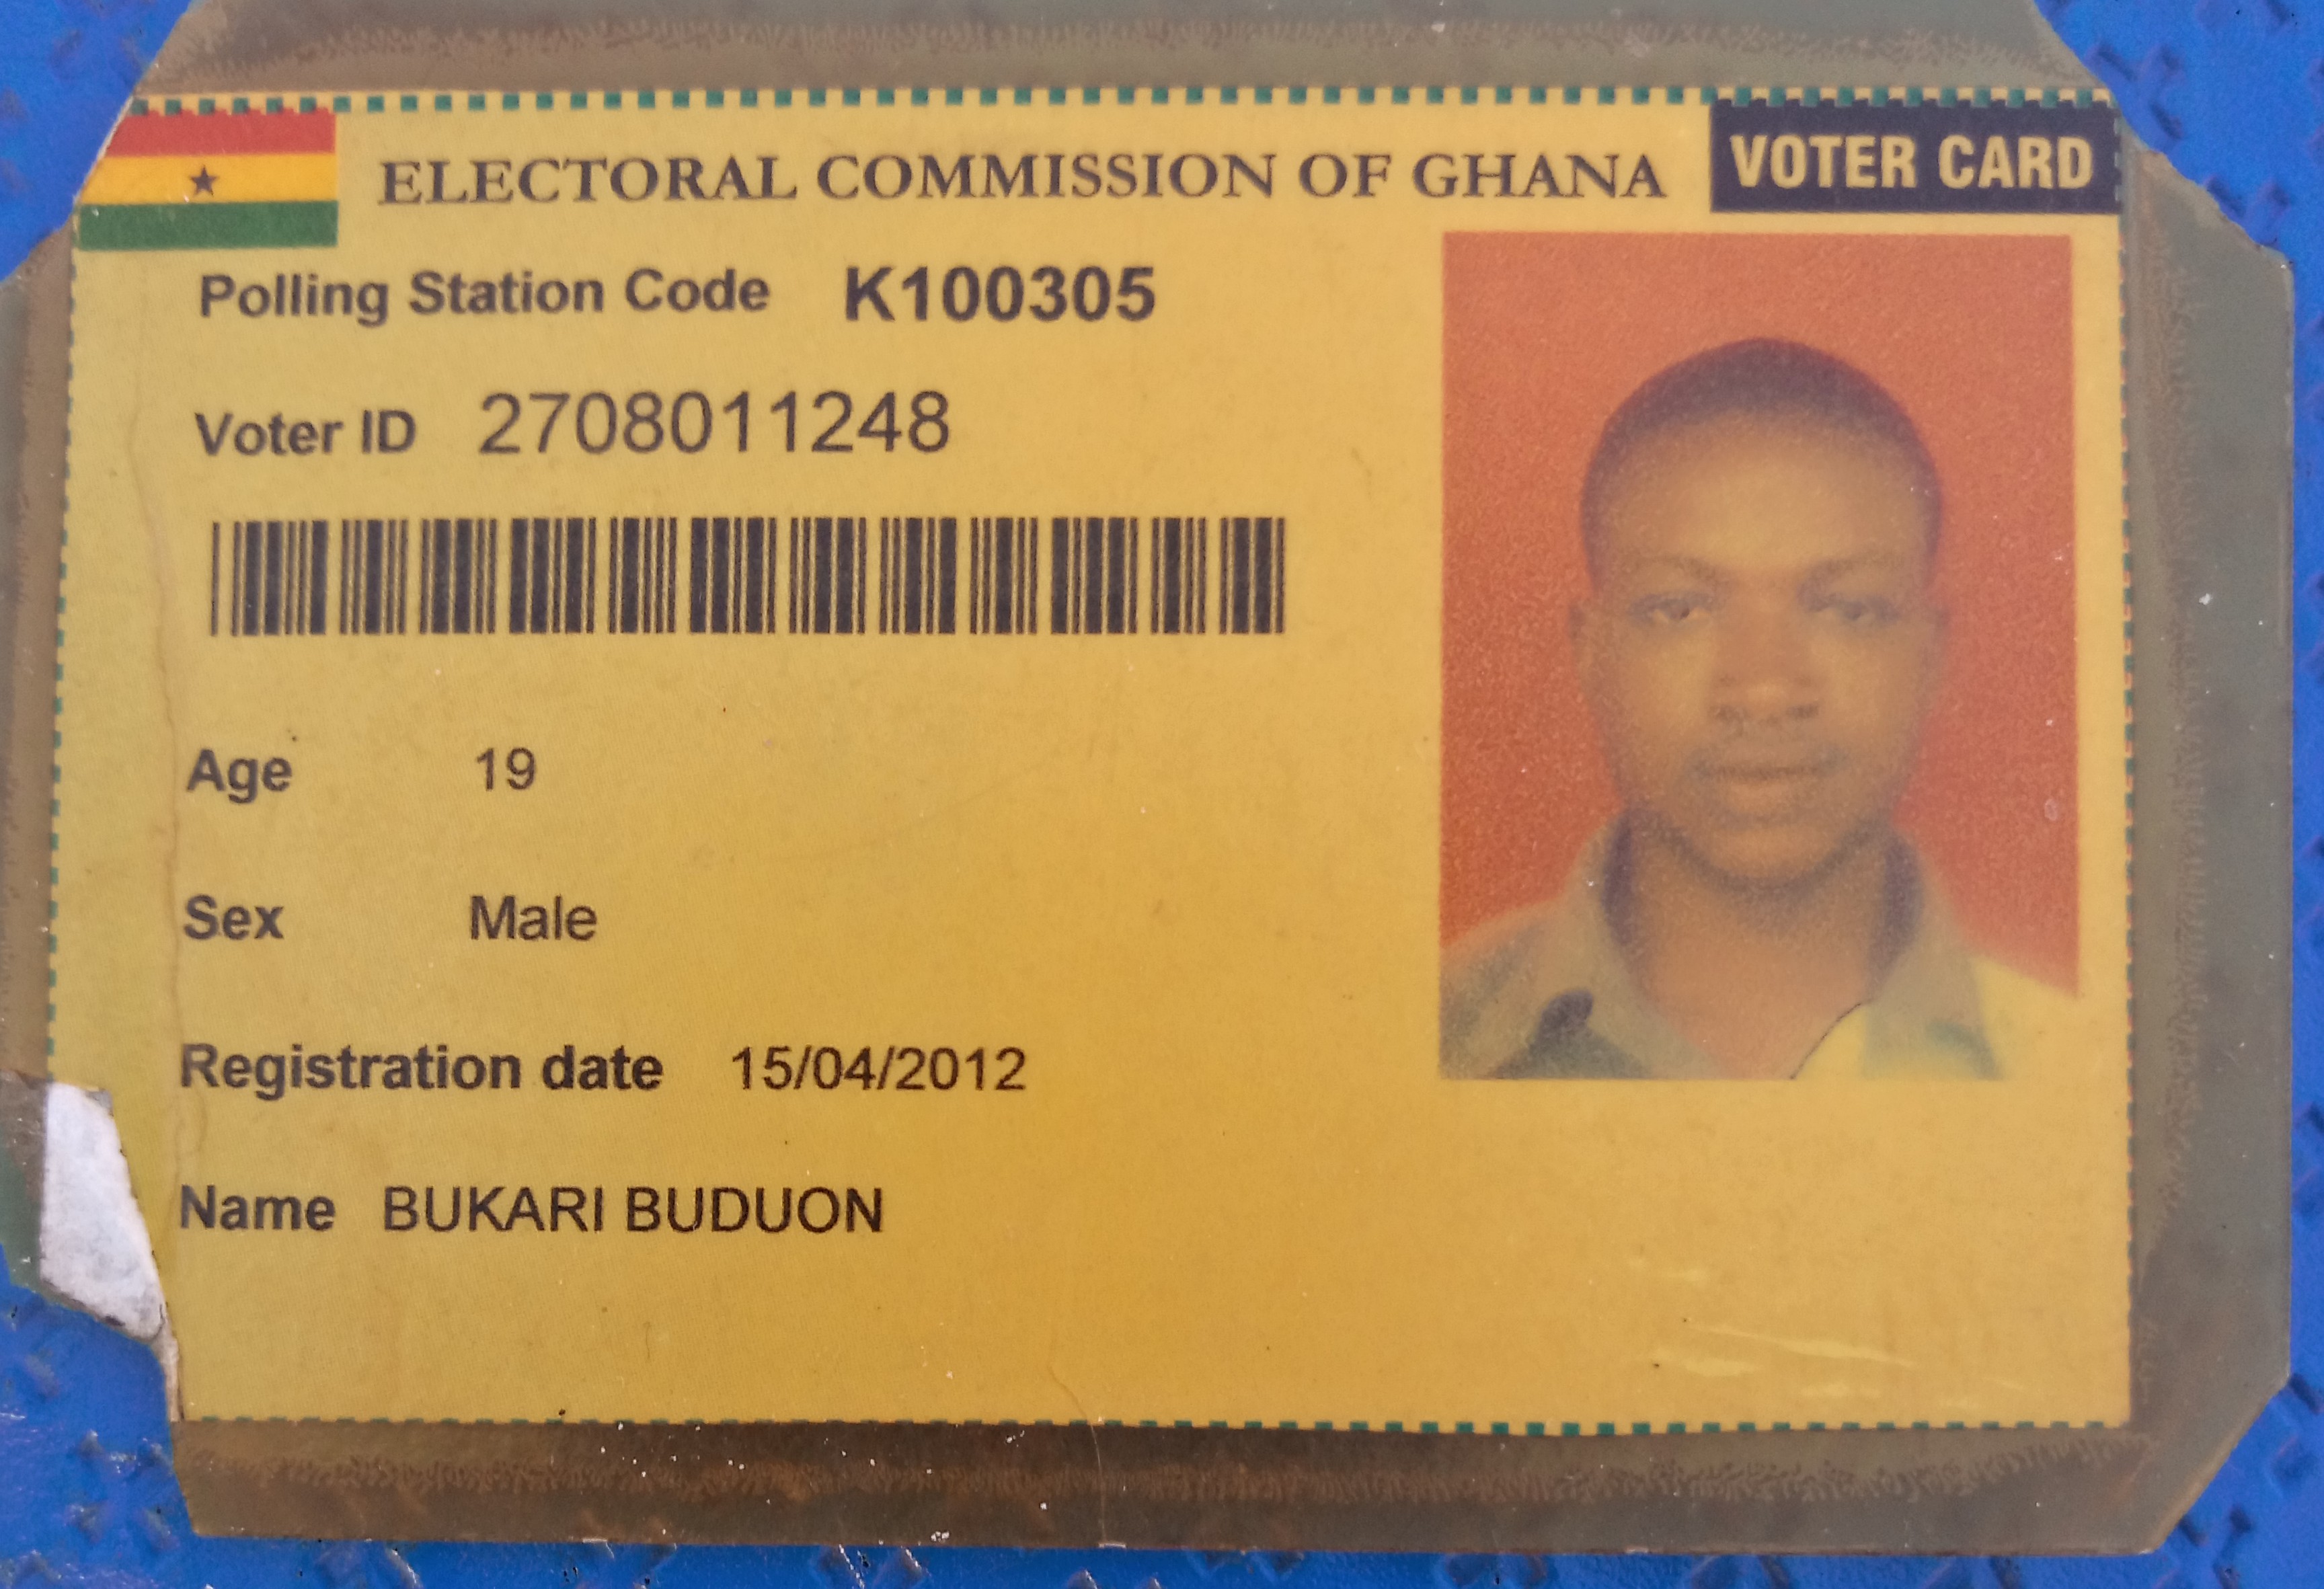 ELECTORAL COMMISSION OF GHANA
VOTER CARD
Polling Station Code K100305
Voter ID 2708011248
Age 19
Sex Male
Registration date 15/04/2012
Name BUKARI BUDUON